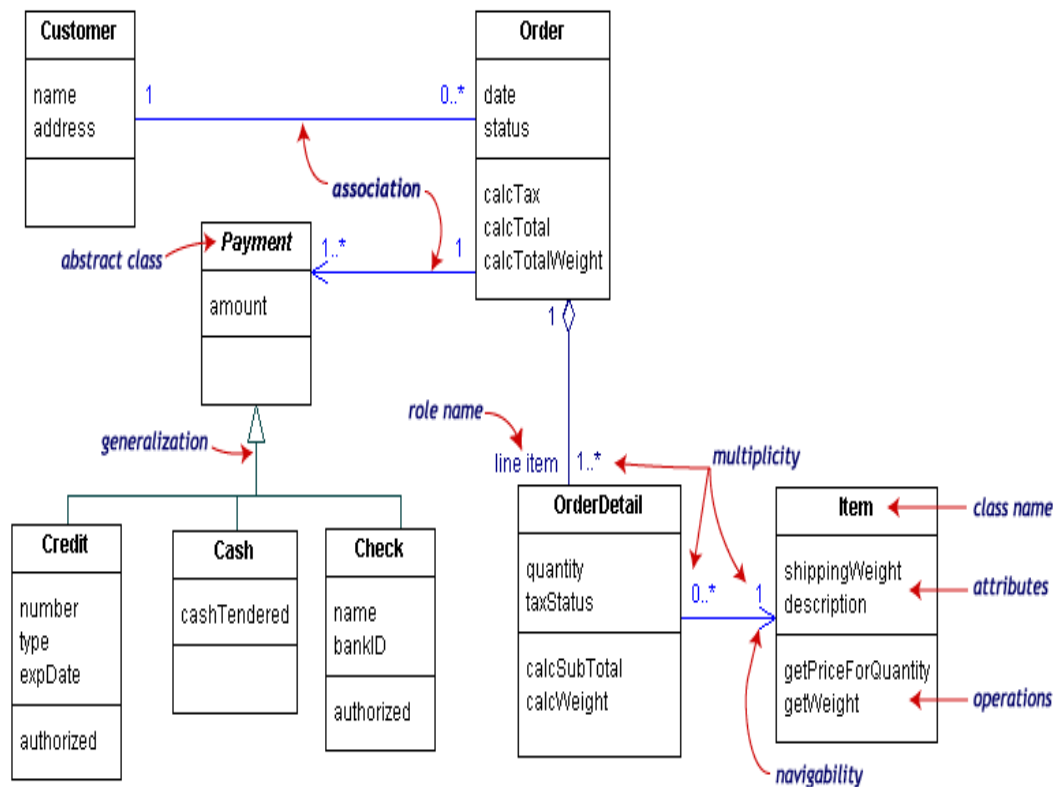 Customer
name
address
Order
date
status
calcTax
calcTotal
calcTotalWeight
1
0..*
association
abstract class
Payment
amount
1..*
1
generalization
1
role name
line item
1..*
multiplicity
Credit
number
type
expDate
authorized
Cash
cashTendered
Check
name
bankID
authorized
OrderDetail
quantity
taxStatus
calcSubTotal
calcWeight
0..*
1
Item
shippingWeight
description
getPriceForQuantity
getWeight
class name
attributes
operations
navigability